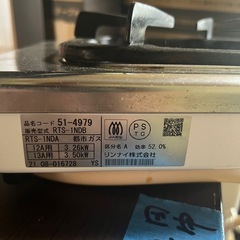 品名コード 51-4979
販売型式 RTS-1NDB
RTS-1NDA 都市ガス
12A用 3.26kW
13A用 3.50kW
21.08-016728 YS
PS
TG
区分名 A 効率 52.0%
リンナイ株式会社